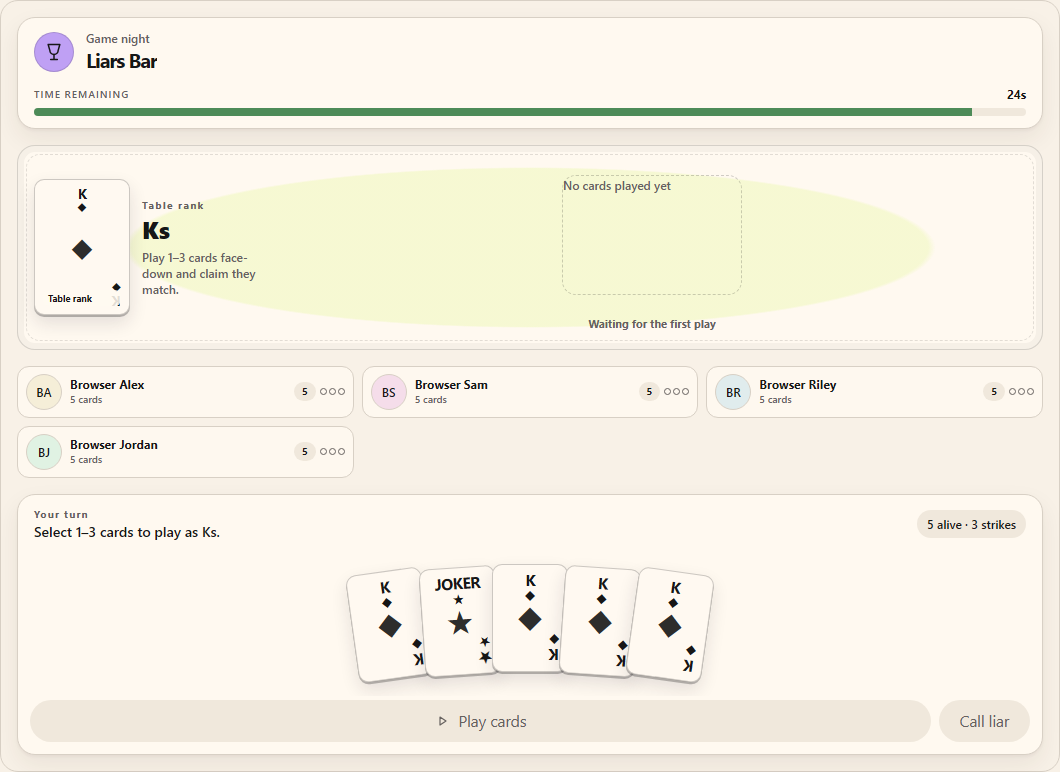 Game night
Liars Bar
TIME REMAINING
24s
K
Table rank
K
Table rank
Ks
Play 1–3 cards face-
down and claim they
match.
No cards played yet
Waiting for the first play
BA
Browser Alex
5 cards
5
BS
Browser Sam
5 cards
5
BR
Browser Riley
5 cards
5
BJ
Browser Jordan
5 cards
5
Your turn
Select 1–3 cards to play as Ks.
5 alive · 3 strikes
K
K
JOKER
K
K
K
K
K
K
Play cards
Call liar